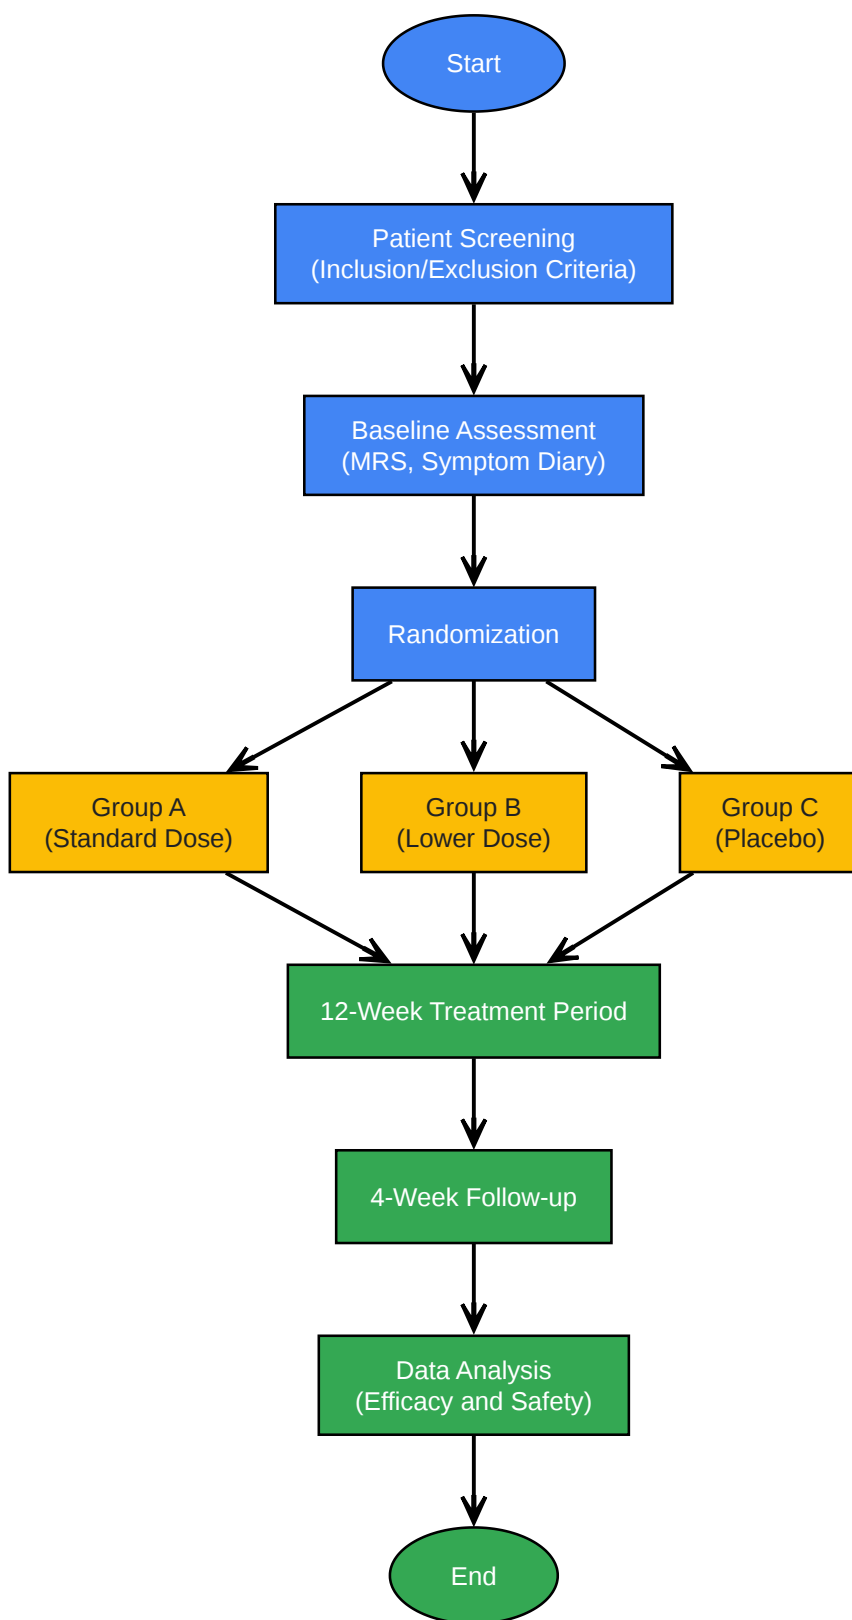 Start
Patient Screening
(Inclusion/Exclusion Criteria)
Baseline Assessment
(MRS, Symptom Diary)
Randomization
Group A
(Standard Dose)
Group B
(Lower Dose)
Group C
(Placebo)
12-Week Treatment Period
4-Week Follow-up
Data Analysis
(Efficacy and Safety)
End